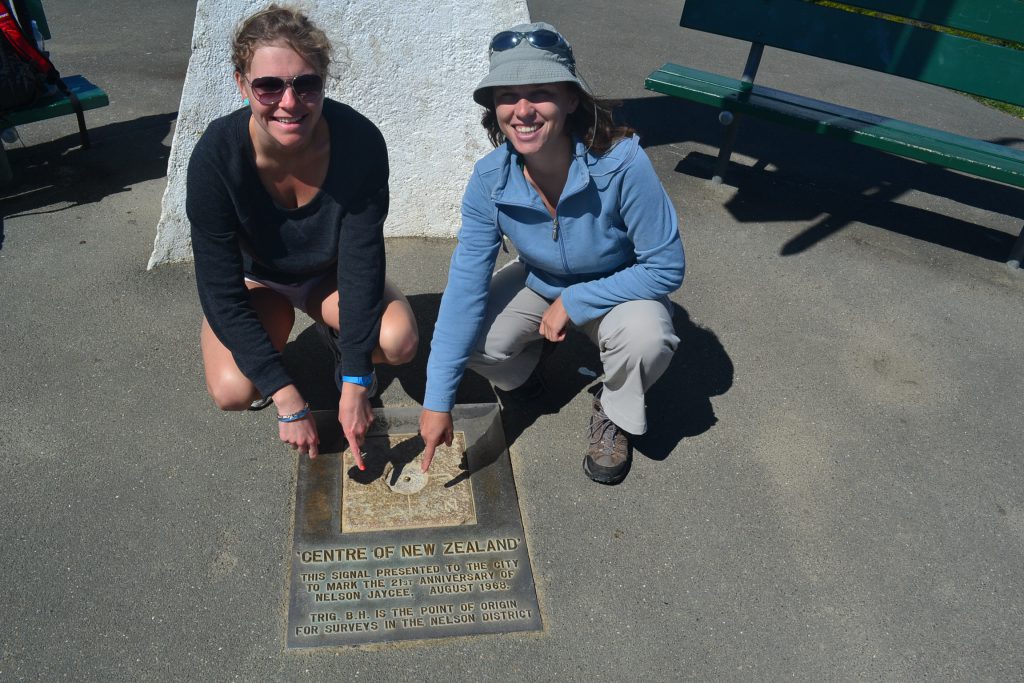 'CENTRE OF NEW ZEALAND'
THIS SIGNAL PRESENTED TO THE CITY
TO MARK THE 21ST ANNIVERSARY OF
NELSON JAYCEE, AUGUST 1968.
TRIG. B.H. IS THE POINT OF ORIGIN
FOR SURVEYS IN THE NELSON DISTRICT